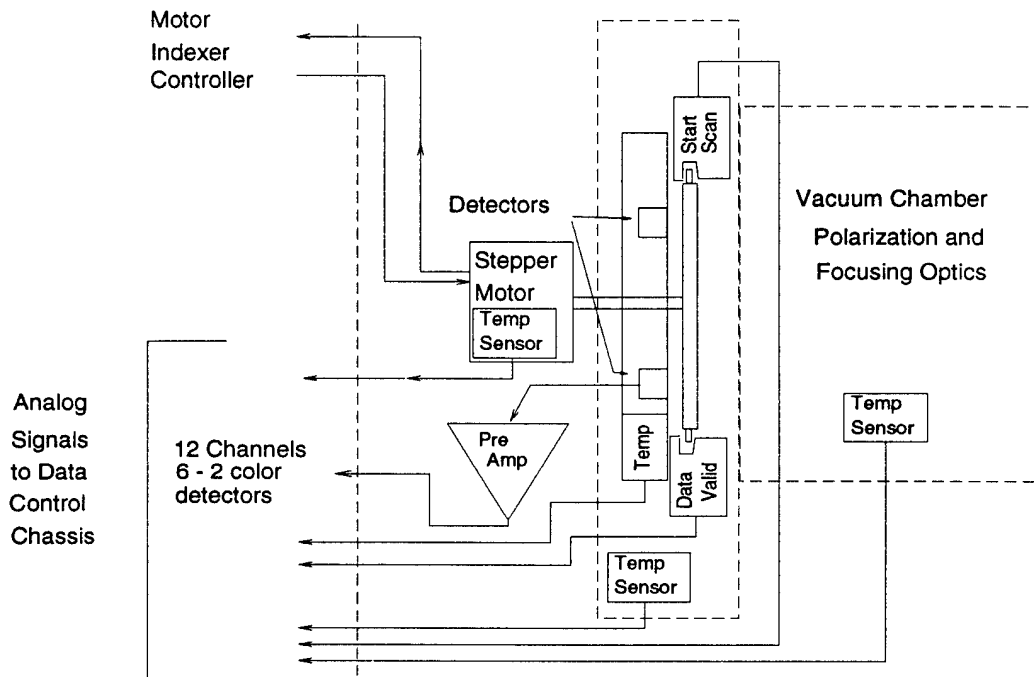 Motor
Indexer
Controller
Start
Scan
Detectors
Vacuum Chamber
Polarization and
Focusing Optics
Stepper
Motor
Temp
Sensor
Analog
Signals
to Data
Control
Chassis
12 Channels
6 - 2 color
detectors
Pre
Amp
Temp
Data
Valid
Temp
Sensor
Temp
Sensor